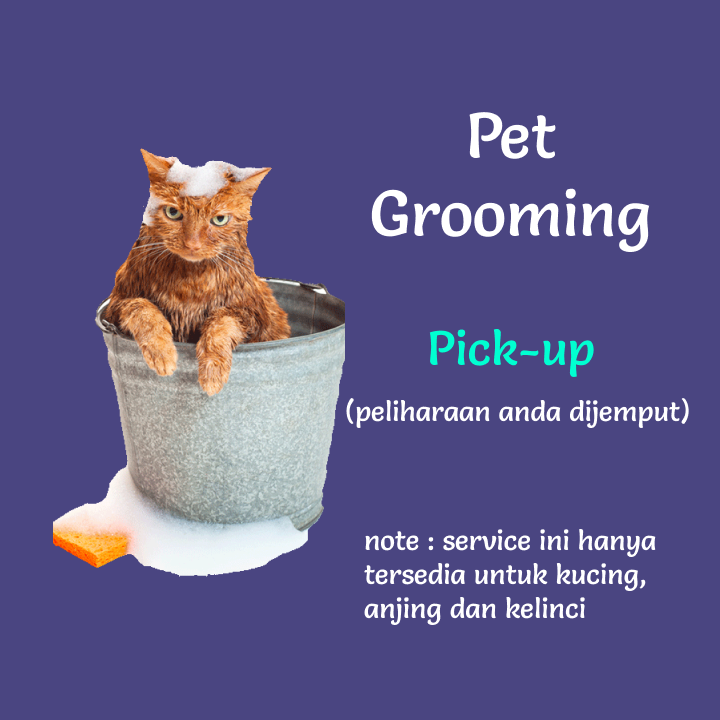 Pet
Grooming
Pick-up
(peliharaan anda dijemput)
note : service ini hanya
tersedia untuk kucing,
anjing dan kelinci